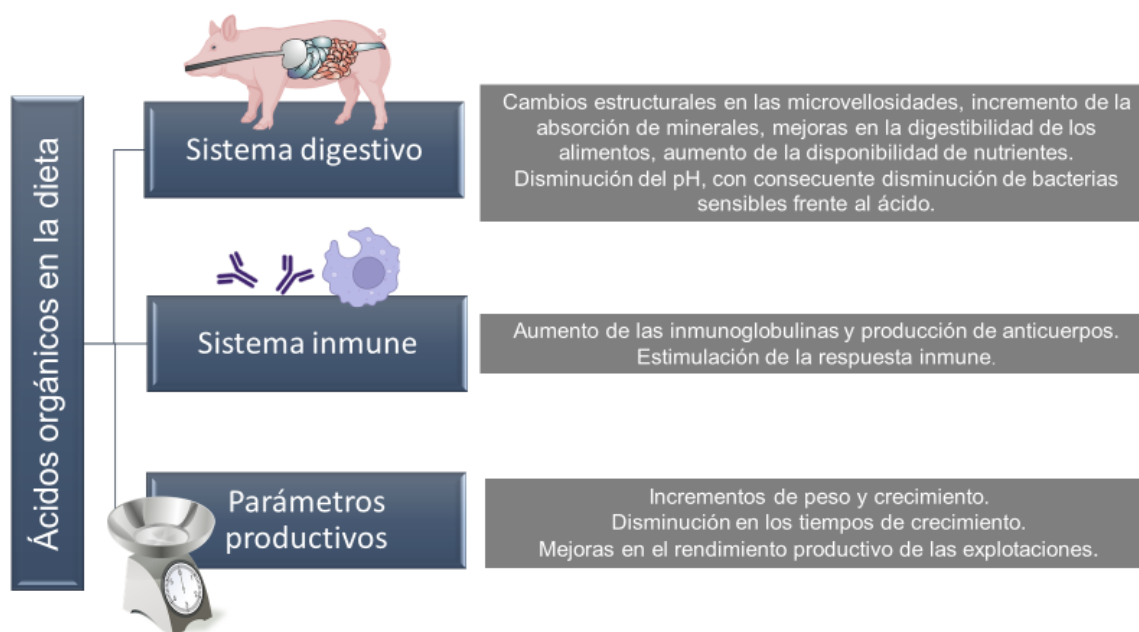 Ácidos orgánicos en la dieta
Sistema digestivo
Cambios estructurales en las microvellosidades, incremento de la
absorción de minerales, mejoras en la digestibilidad de los
alimentos, aumento de la disponibilidad de nutrientes.
Disminución del pH, con consecuente disminución de bacterias
sensibles frente al ácido.
Sistema inmune
Aumento de las inmunoglobulinas y producción de anticuerpos.
Estimulación de la respuesta inmune.
Parámetros
productivos
Incrementos de peso y crecimiento.
Disminución en los tiempos de crecimiento.
Mejoras en el rendimiento productivo de las explotaciones.